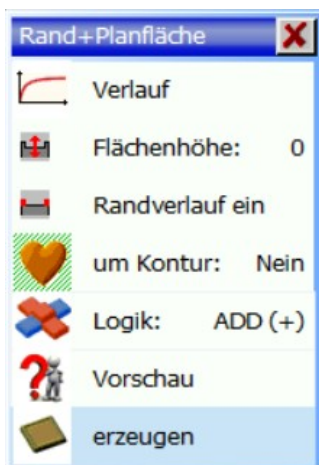 Rand+Planfläche
Verlauf
Flächenhöhe: 0
Randverlauf ein
um Kontur: Nein
Logik: ADD (+)
Vorschau
erzeugen